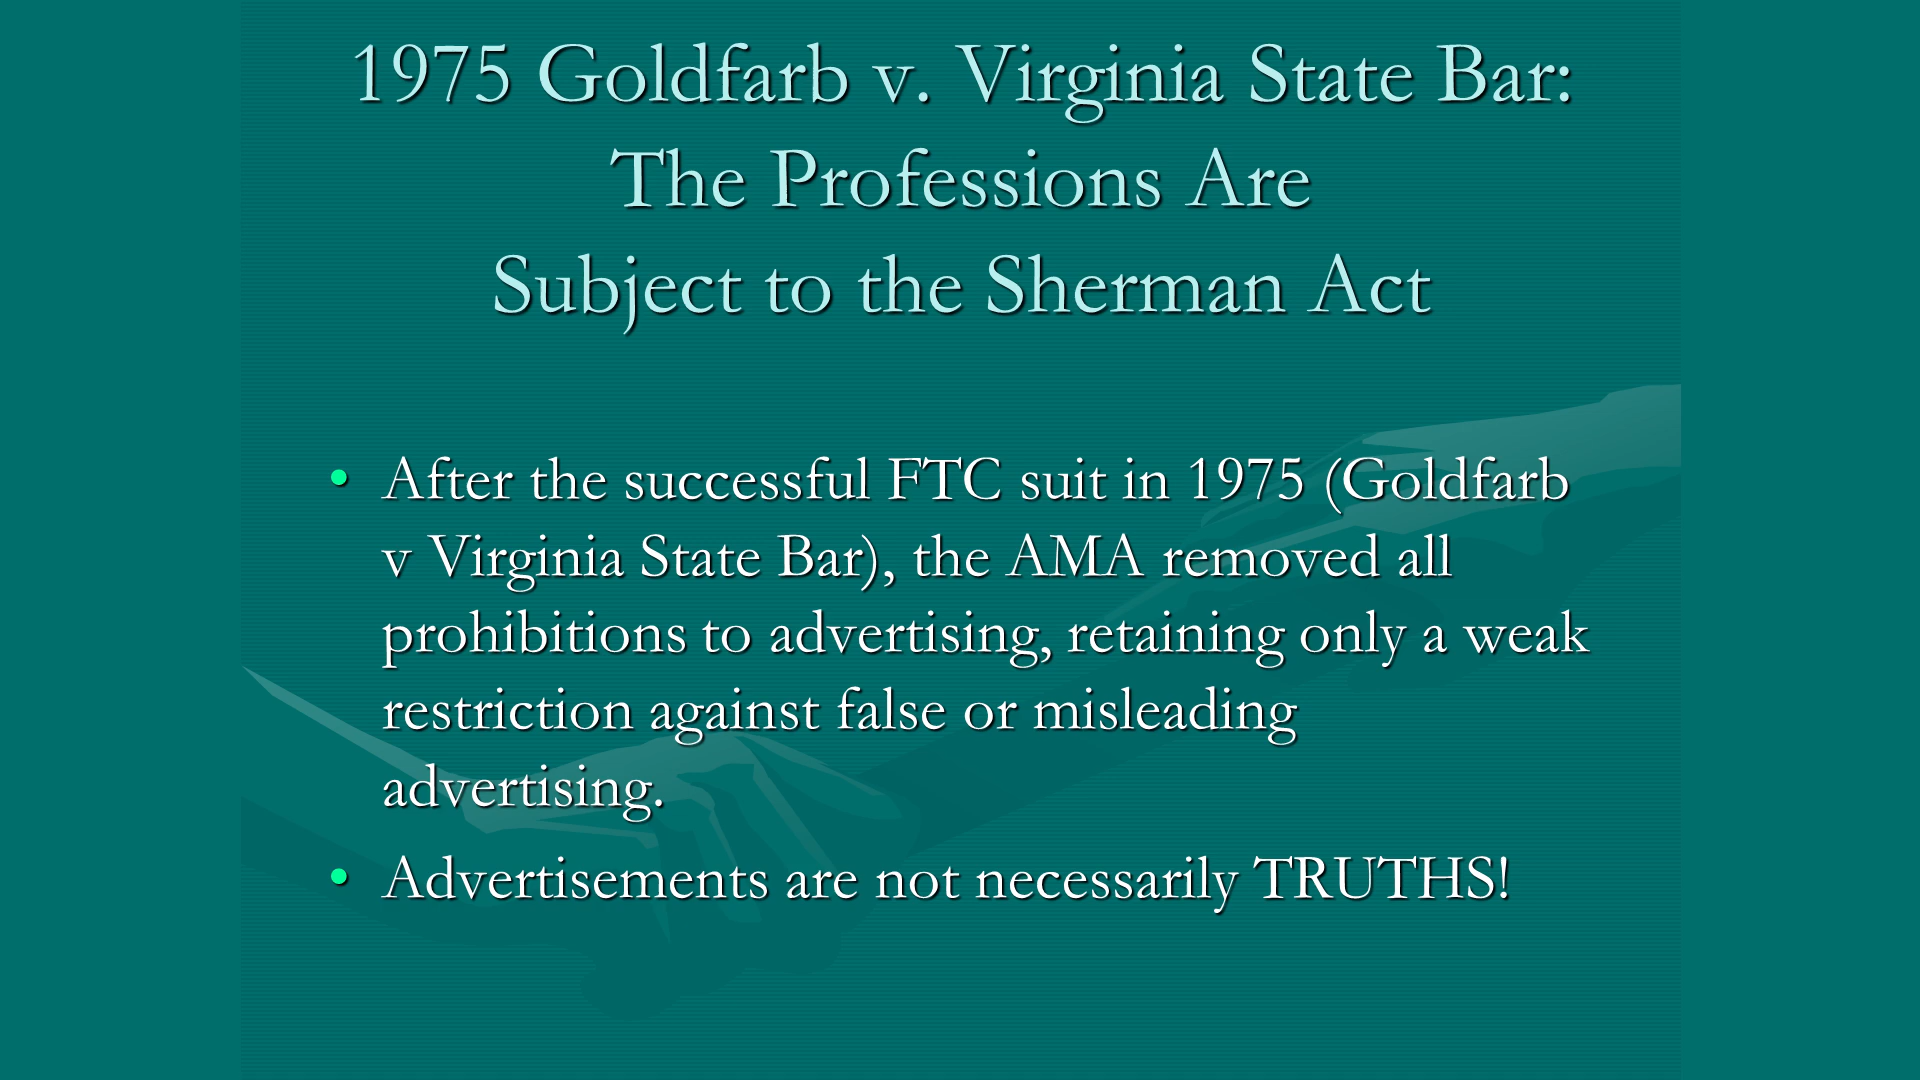 1975 Goldfarb v. Virginia State Bar:
The Professions Are
Subject to the Sherman Act
• After the successful FTC suit in 1975 (Goldfarb
v Virginia State Bar), the AMA removed all
prohibitions to advertising, retaining only a weak
restriction against false or misleading
advertising.
• Advertisements are not necessarily TRUTHS!